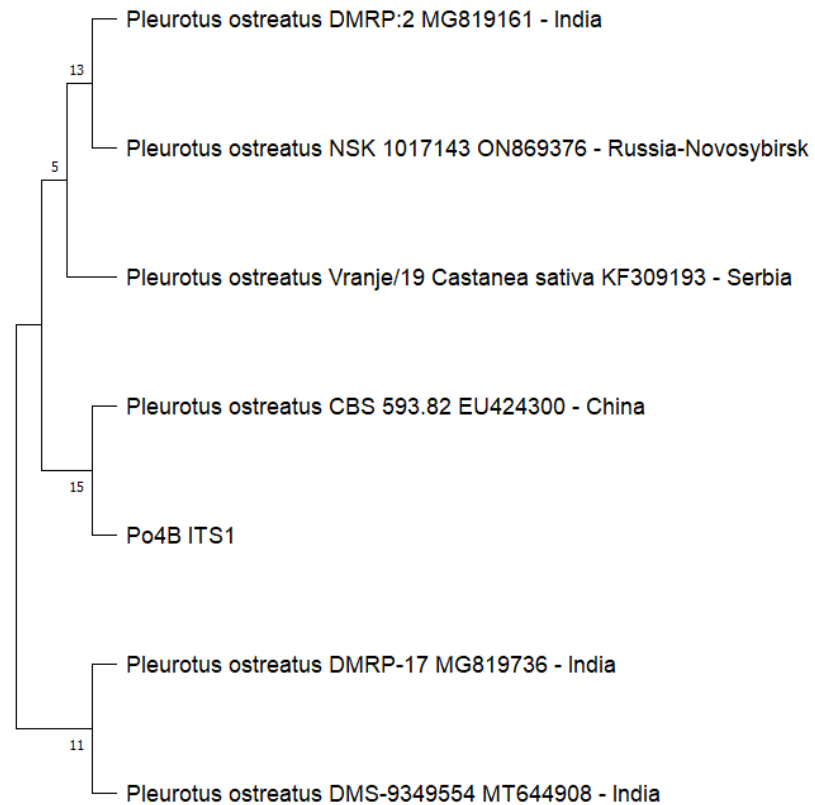 Pleurotus ostreatus DMRP:2 MG819161 - India
13
Pleurotus ostreatus NSK 1017143 ON869376 - Russia-Novosybirsk
5
Pleurotus ostreatus Vranje/19 Castanea sativa KF309193 - Serbia
Pleurotus ostreatus CBS 593.82 EU424300 - China
15
Po4B ITS1
Pleurotus ostreatus DMRP-17 MG819736 - India
11
Pleurotus ostreatus DMS-9349554 MT644908 - India